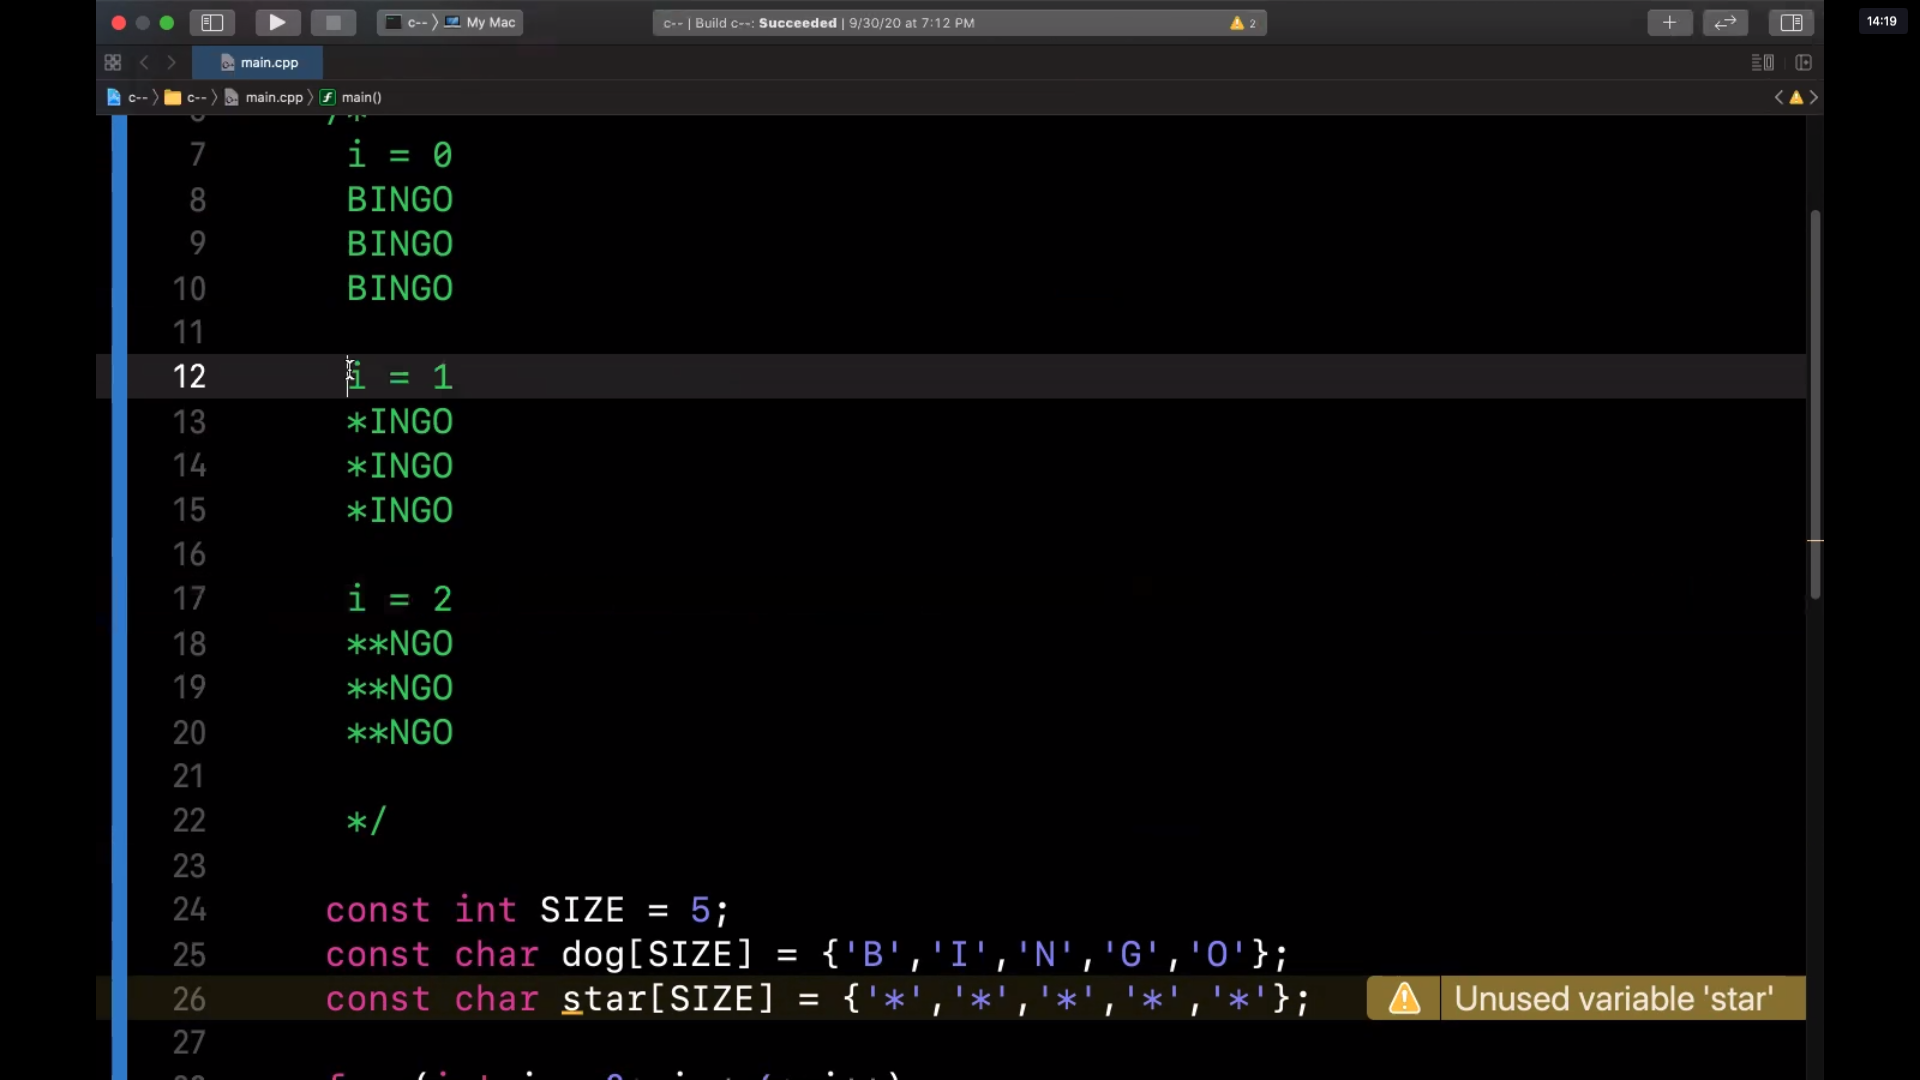 14:19
c-- 〉 My Mac
c-- | Build c--: Succeeded | 9/30/20 at 7:12 PM
2
main.cpp
c-- 〉 c-- 〉 main.cpp 〉 main()
/*
7 i = 0
8 BINGO
9 BINGO
10 BINGO
11
12 i = 1
13 *INGO
14 *INGO
15 *INGO
16
17 i = 2
18 **NGO
19 **NGO
20 **NGO
21
22 */
23
24 const int SIZE = 5;
25 const char dog[SIZE] = {'B','I','N','G','O'};
26 const char star[SIZE] = {'*','*','*','*','*'}; Unused variable 'star'
27